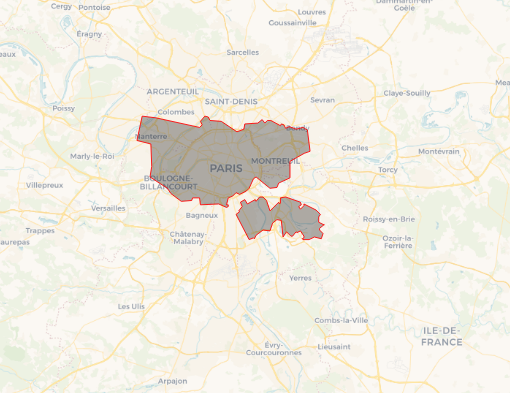 Cergy
Pontoise
Louvres
Goussainville
Dammartin-en-
Goële
Éragny
Sarcelles
ARGENTEUIL
SAINT-DENIS
Sevran
Claye-Souilly
Poissy
Colombes
Nanterre
Bondy
Chelles
Montévrain
Marly-le-Roi
PARIS
MONTREUIL
Torcy
Villepreux
BOULOGNE-
BILLANCOURT
Versailles
Bagneux
Roissy-en-Brie
Trappes
Châtenay-
Malabry
Ozoir-la-
Ferrière
Yerres
Les Ulis
Combs-la-Ville
ILE-DE-
FRANCE
Évry-
Courcouronnes
Lieusaint
Arpajon